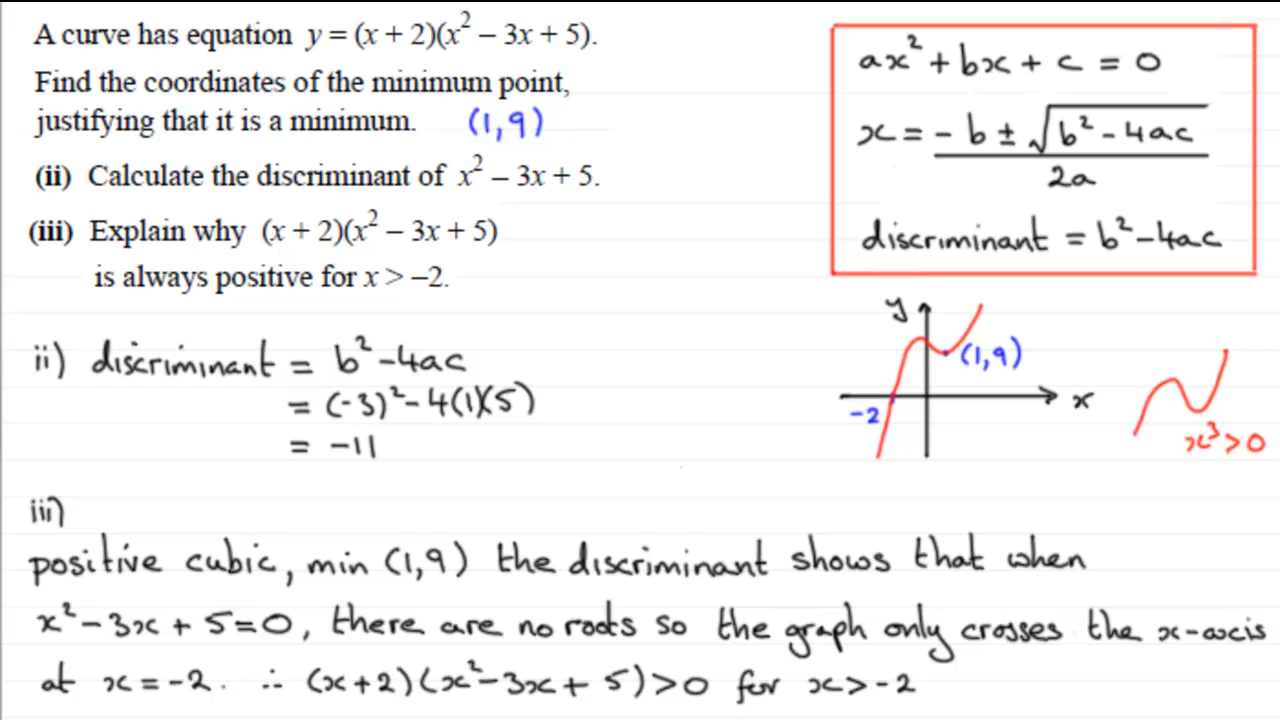 A curve has equation y = (x + 2)(x² – 3x + 5).
Find the coordinates of the minimum point,
justifying that it is a minimum. (1,9)
(ii) Calculate the discriminant of x² – 3x + 5.
(iii) Explain why (x + 2)(x² – 3x + 5)
is always positive for x > –2.
ax² + bx + c = 0
x = - b ± √b² - 4ac
2a
discriminant = b² - 4ac
ii) discriminant = b² - 4ac
= (-3)² - 4(1)(5)
= -11
y
(1,9)
-2
x
x³ > 0
iii)
positive cubic, min (1,9) the discriminant shows that when
x² - 3x + 5 = 0, there are no roots so the graph only crosses the x-axis
at x = -2. ∴ (x+2)(x² - 3x + 5) > 0 for x > -2